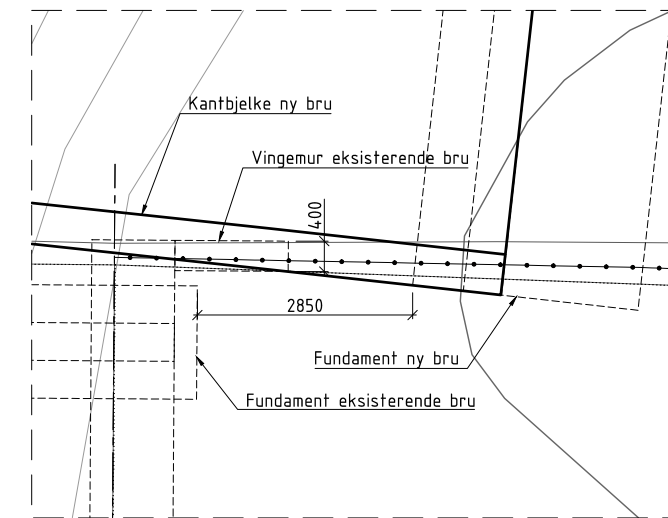 Kantbjelke ny bru
Vingemur eksisterende bru
400
2850
Fundament ny bru
Fundament eksisterende bru